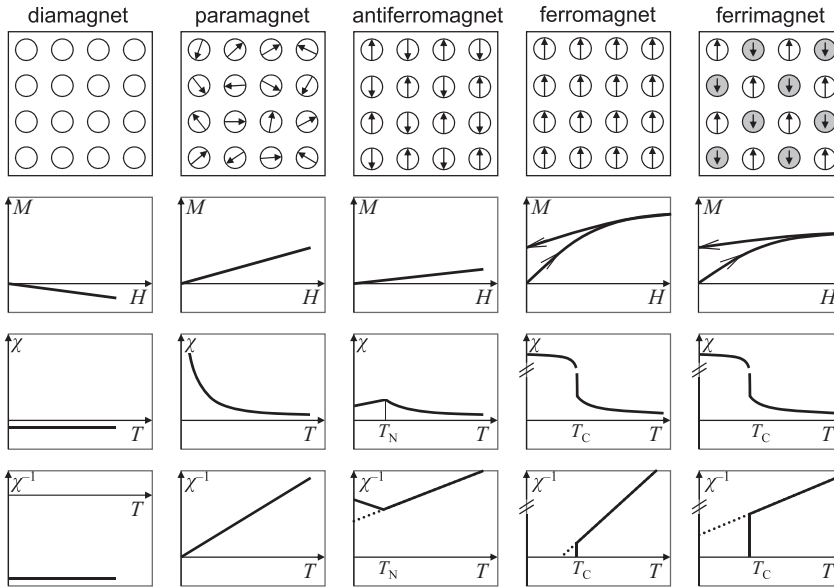 diamagnet paramagnet antiferromagnet ferromagnet ferrimagnet
M M M M M
H H H H H
χ χ χ χ χ
T T T_N T T_C T T_C T
χ⁻¹ χ⁻¹ χ⁻¹ χ⁻¹ χ⁻¹
T T T_N T T_C T T_C T